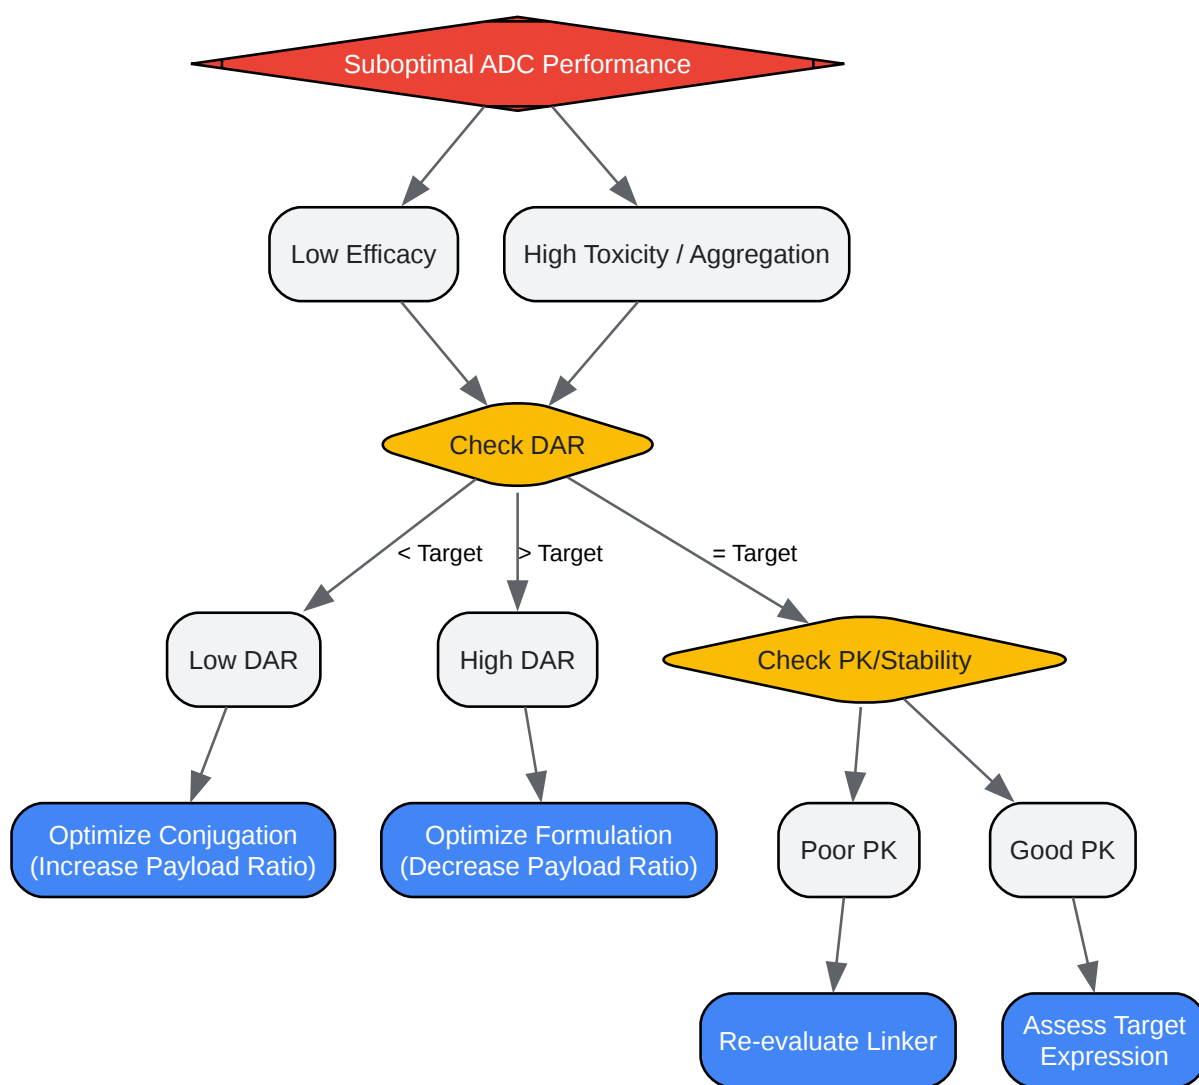 Suboptimal ADC Performance
Low Efficacy
High Toxicity / Aggregation
Check DAR
< Target
> Target
= Target
Low DAR
High DAR
Check PK/Stability
Optimize Conjugation
(Increase Payload Ratio)
Optimize Formulation
(Decrease Payload Ratio)
Poor PK
Good PK
Re-evaluate Linker
Assess Target
Expression